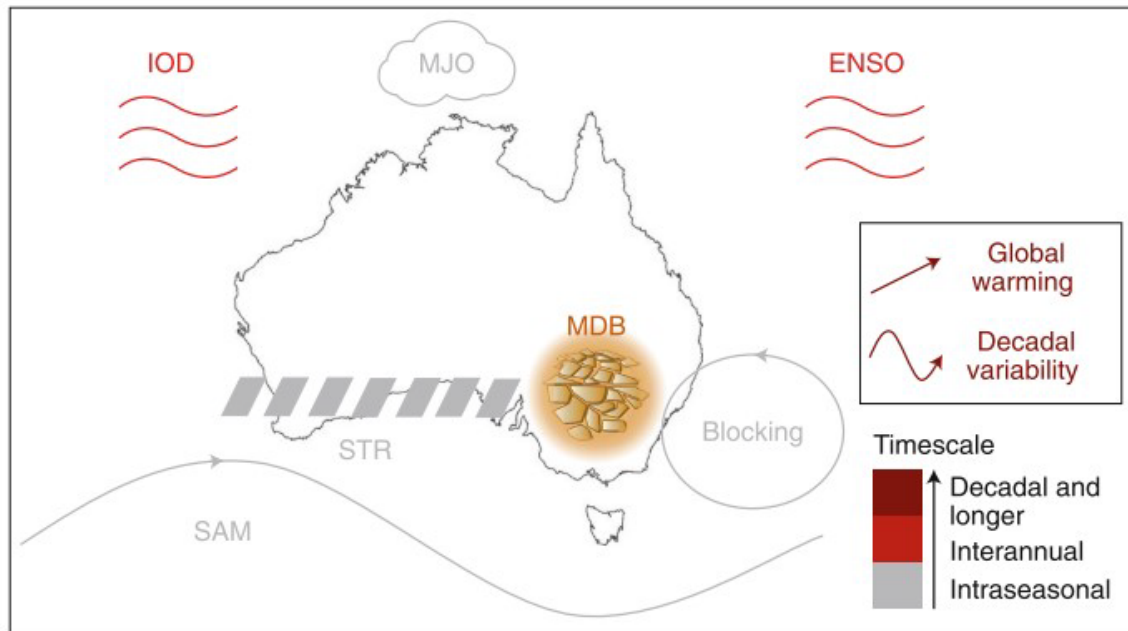 IOD
MJO
ENSO
Global
warming
MDB
Decadal
variability
Blocking
STR
SAM
Timescale
Decadal and
longer
Interannual
Intraseasonal